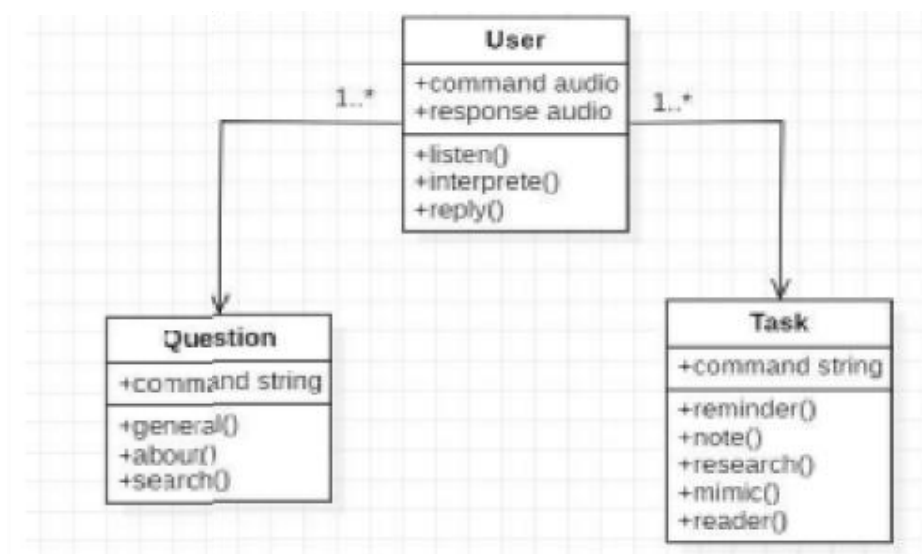 User
+command audio
+response audio
1..*
1..*
+listen()
+interprete()
+reply()
Question
+command string
+general()
+about()
+search()
Task
+command string
+reminder()
+note()
+research()
+mimic()
+reader()